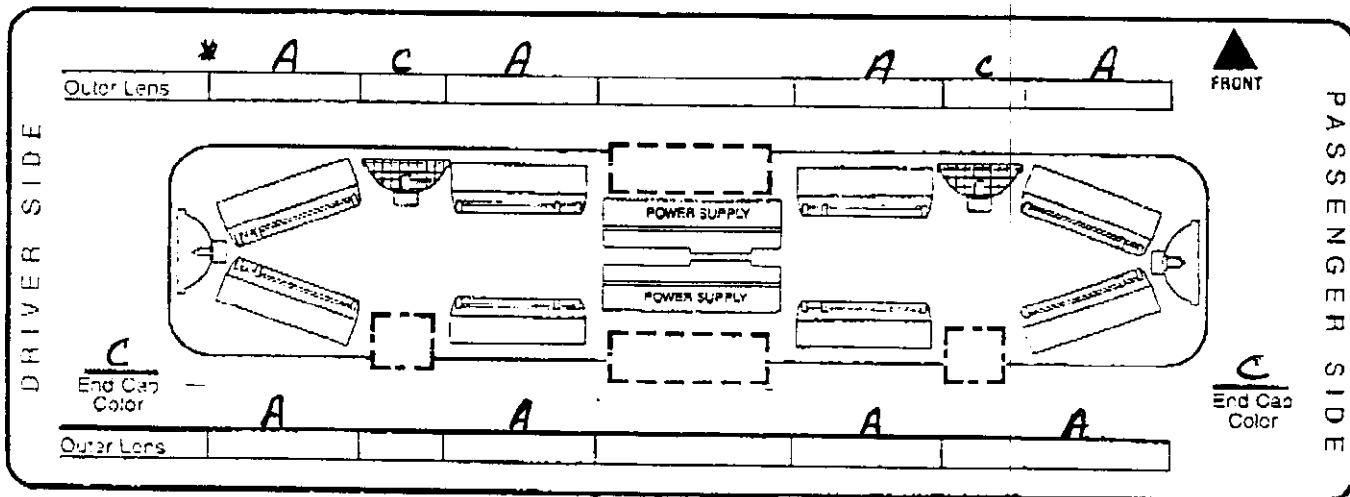 * A C A A C A
Outer Lens
FRONT
DRIVER SIDE
PASSENGER SIDE
POWER SUPPLY
POWER SUPPLY
C
End Cap
Color
C
End Cap
Color
A A A A
Outer Lens